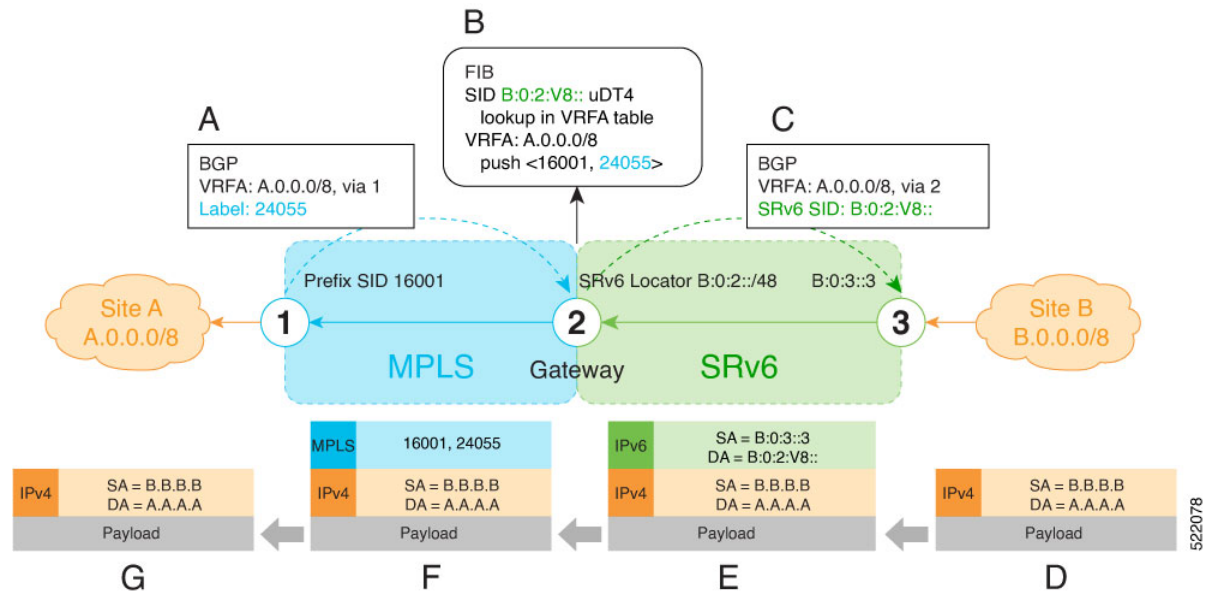 B
FIB
SID B:0:2:V8:: uDT4
lookup in VRFA table
VRFA: A.0.0.0/8
push <16001, 24055>
A
BGP
VRFA: A.0.0.0/8, via 1
Label: 24055
C
BGP
VRFA: A.0.0.0/8, via 2
SRv6 SID: B:0:2:V8::
Prefix SID 16001
SRv6 Locator B:0:2::/48
B:0:3::3
Site A
A.0.0.0/8
1
2
3
Site B
B.0.0.0/8
MPLS
Gateway
SRv6
MPLS
16001, 24055
IPv6
SA = B:0:3::3
DA = B:0:2:V8::
IPv4
SA = B.B.B.B
DA = A.A.A.A
Payload
IPv4
SA = B.B.B.B
DA = A.A.A.A
Payload
IPv4
SA = B.B.B.B
DA = A.A.A.A
Payload
IPv4
SA = B.B.B.B
DA = A.A.A.A
Payload
522078
G
F
E
D